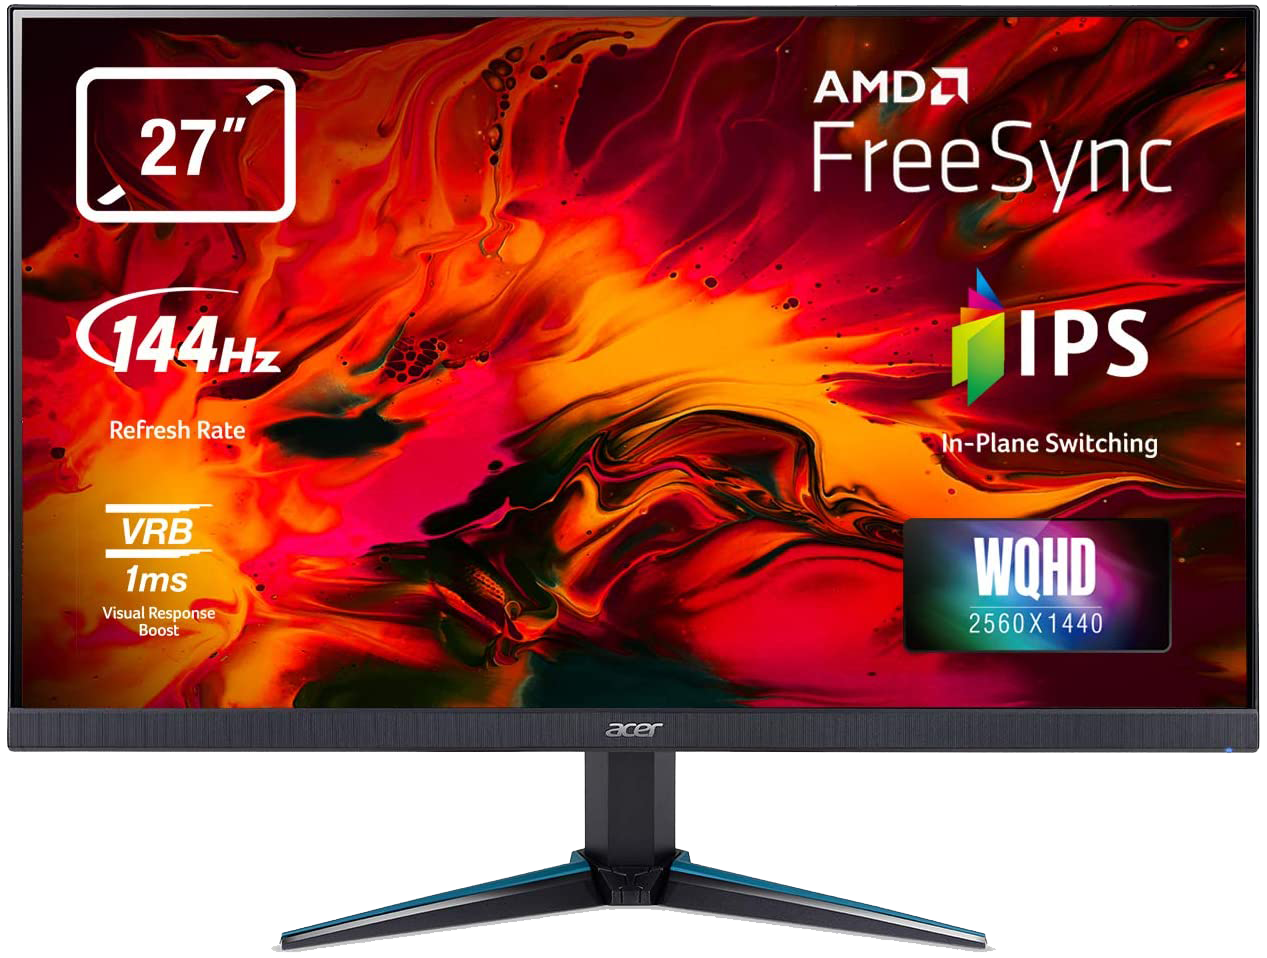 27"
AMD
FreeSync
144Hz
Refresh Rate
IPS
In-Plane Switching
VRB
1ms
Visual Response
Boost
WQHD
2560X1440
acer